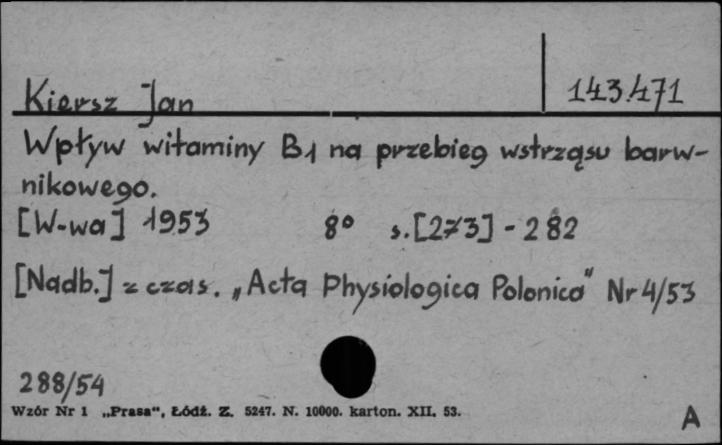 Kiersz Jan 143.471
Wpływ witaminy B1 na przebieg wstrząsu barw-
nikowego.
[W-wa] 1953 8° s.[273] - 282
[Nadb.] z czas. „Acta Physiologica Polonica" Nr 4/53
288/54
Wzór Nr 1 „Prasa“, Łódź. Z. 5247. N. 10000. karton. XII. 53.
A